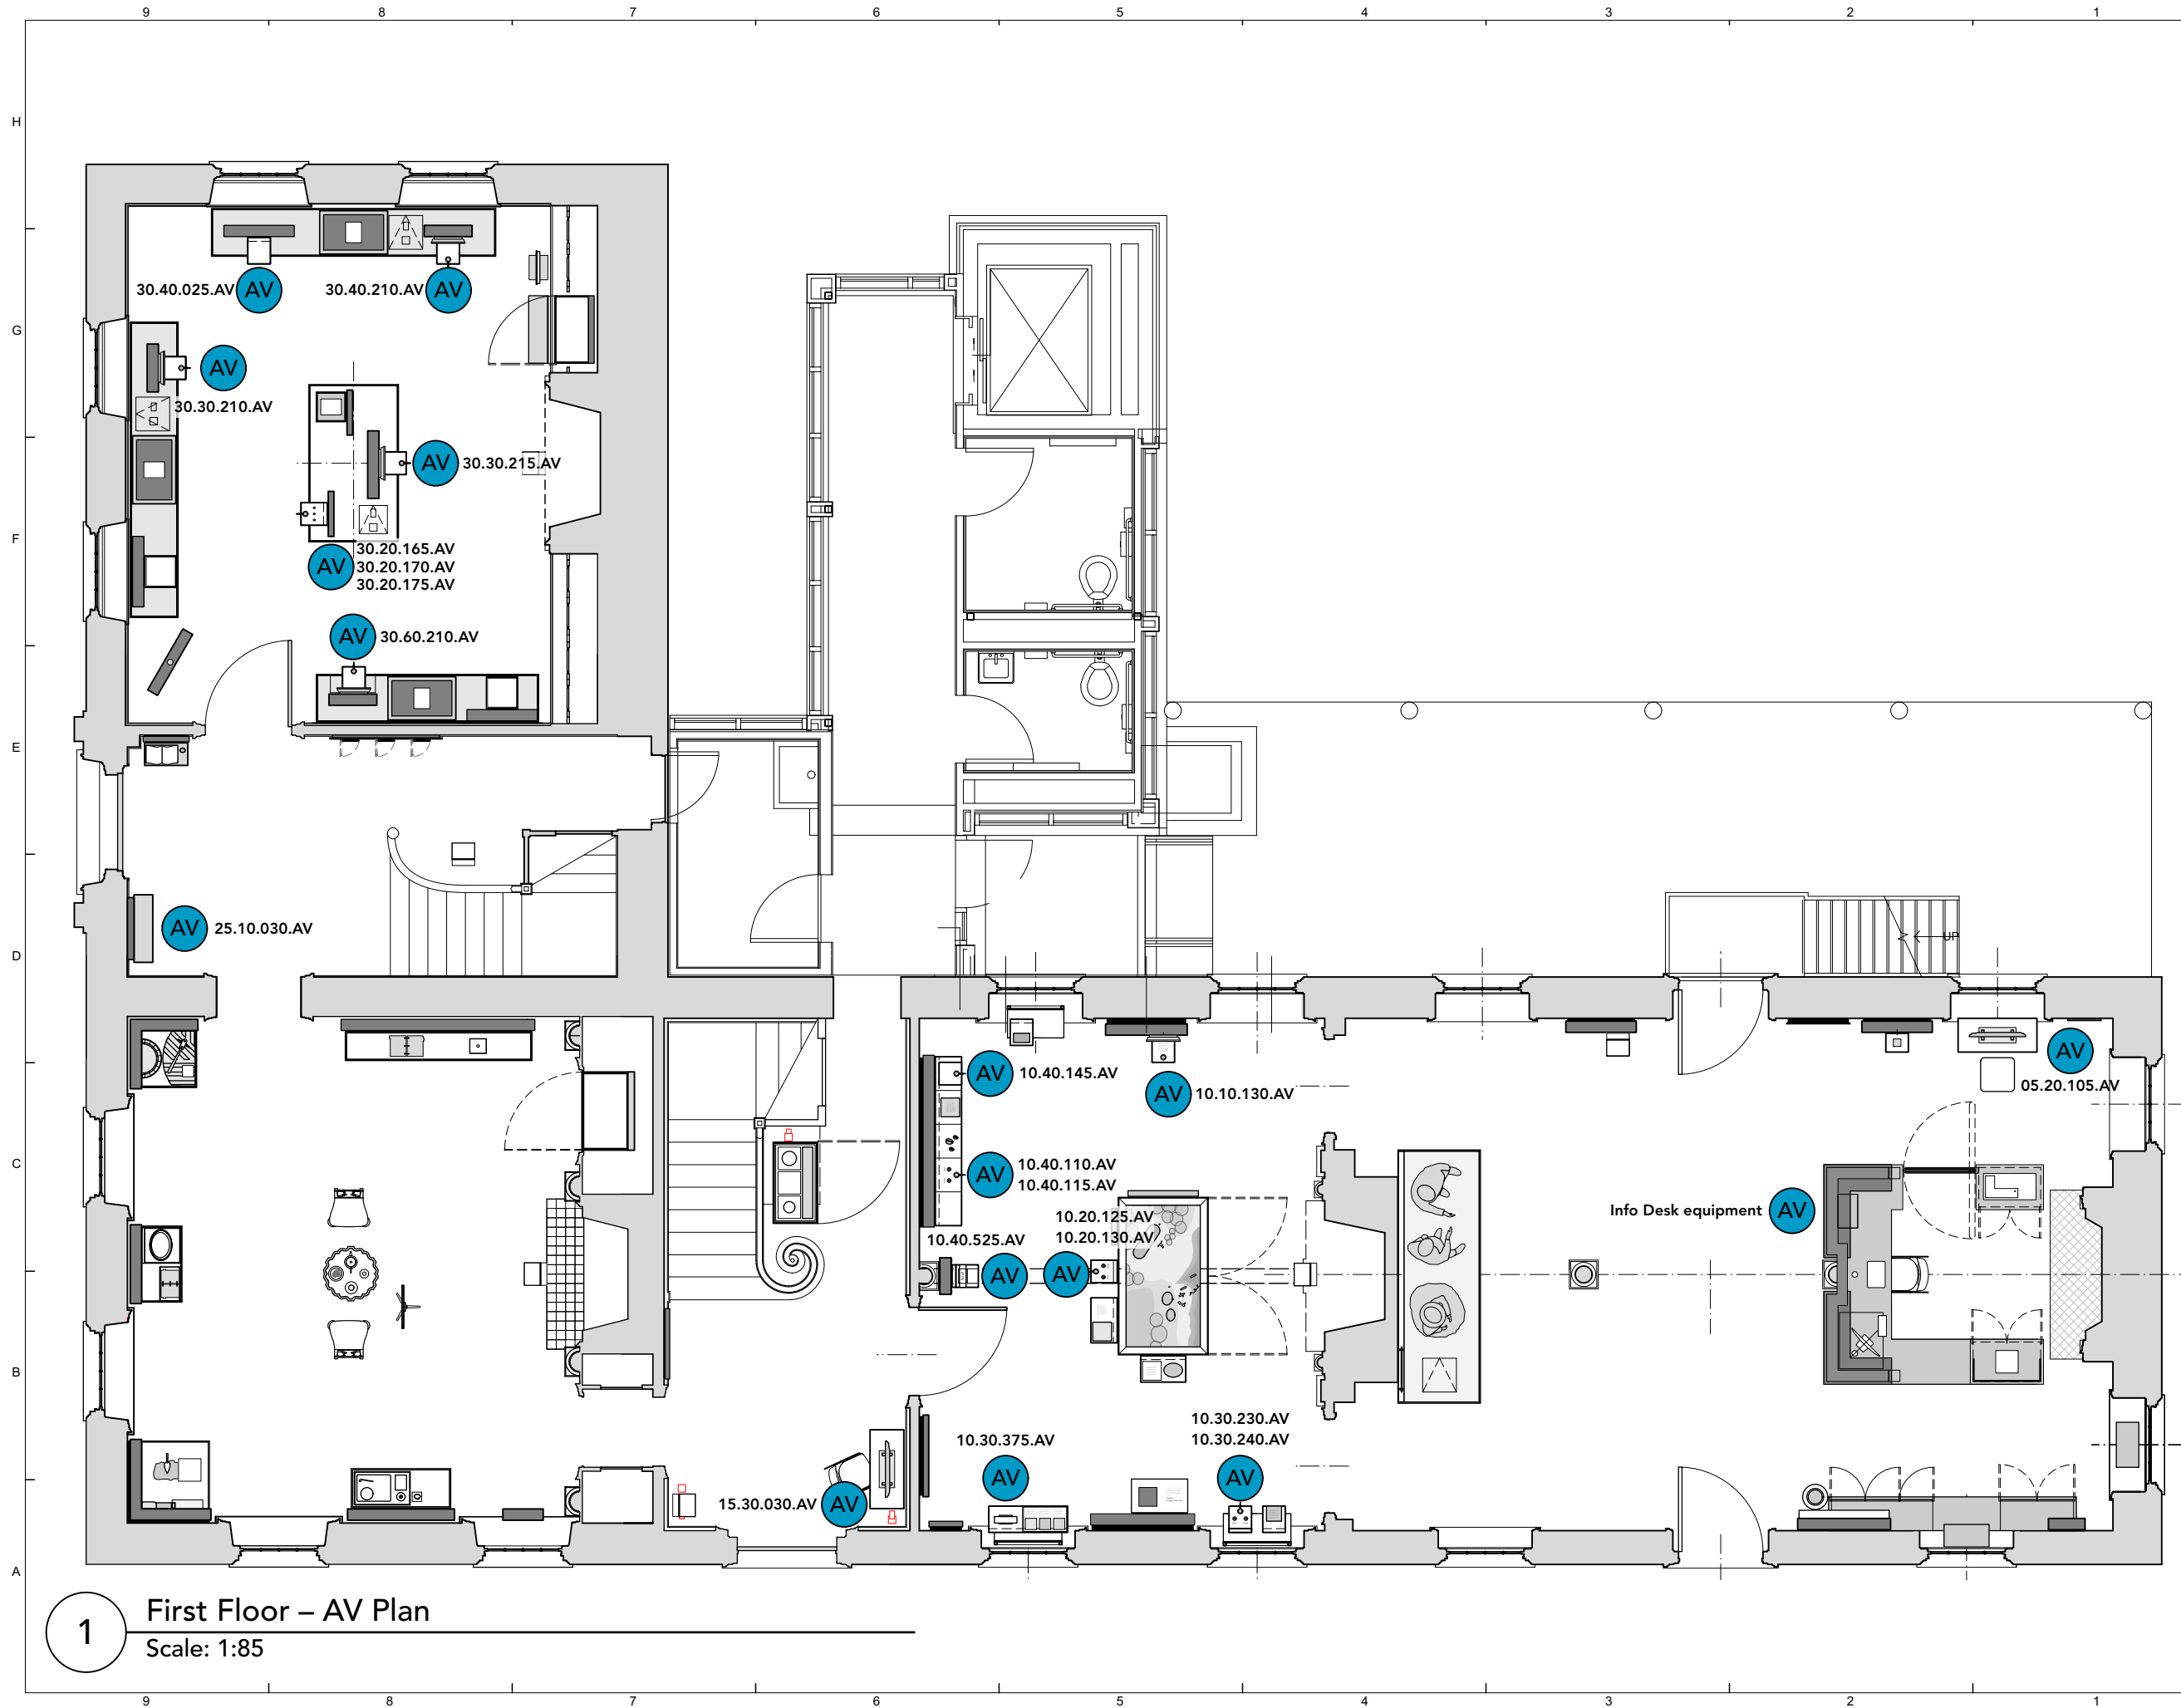 9 8 7 6 5 4 3 2 1
H
30.40.025.AV AV
30.40.210.AV AV
G
AV
30.30.210.AV
AV 30.30.215.AV
F
30.20.165.AV
AV 30.20.170.AV
30.20.175.AV
AV 30.60.210.AV
E
AV 25.10.030.AV
UP
D
AV 10.40.145.AV
AV 10.10.130.AV
AV
05.20.105.AV
C
AV
10.40.110.AV
10.40.115.AV
Info Desk equipment AV
10.20.125.AV
10.20.130.AV
10.40.525.AV
AV
AV
B
10.30.230.AV
10.30.240.AV
10.30.375.AV
AV
AV
15.30.030.AV AV
A
1
First Floor – AV Plan
Scale: 1:85
9 8 7 6 5 4 3 2 1